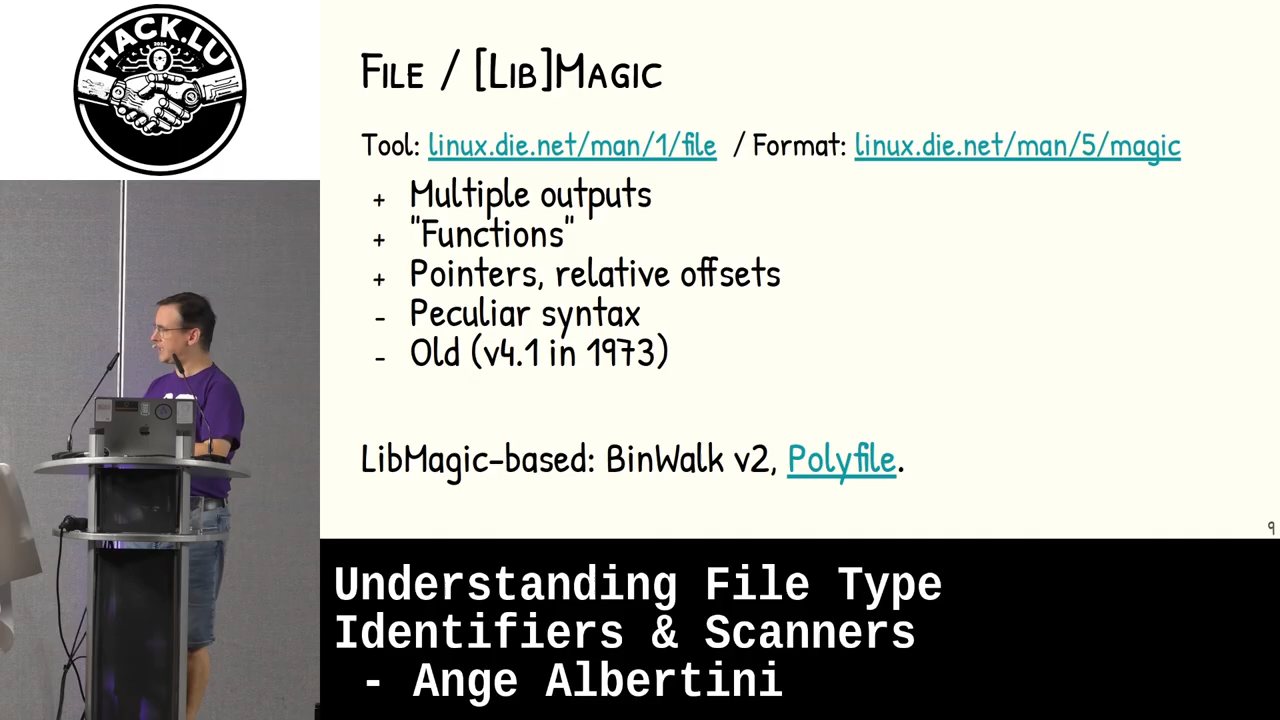 HACK.LU
2024
File / [Lib]Magic
Tool: linux.die.net/man/1/file / Format: linux.die.net/man/5/magic
+ Multiple outputs
+ "Functions"
+ Pointers, relative offsets
- Peculiar syntax
- Old (v4.1 in 1973)
LibMagic-based: BinWalk v2, Polyfile.
9
Understanding File Type
Identifiers & Scanners
- Ange Albertini